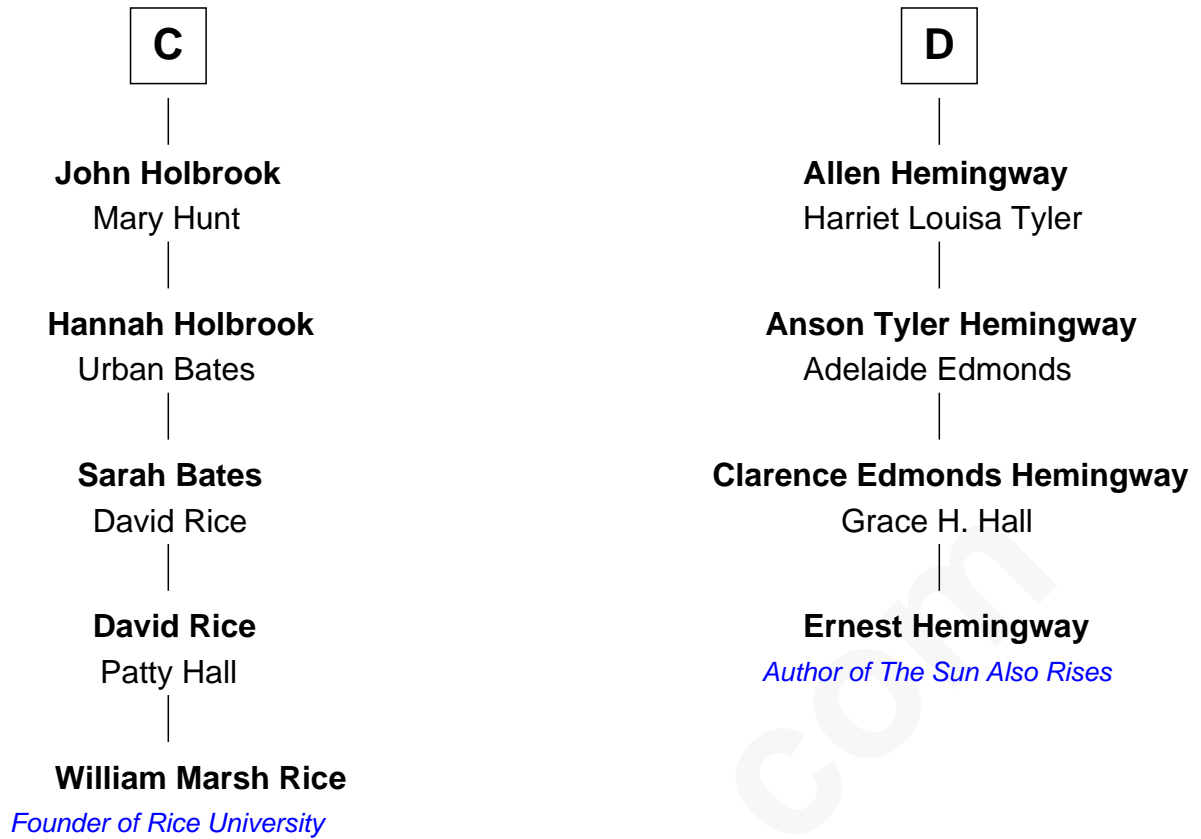 C
John Holbrook
Mary Hunt
Hannah Holbrook
Urban Bates
Sarah Bates
David Rice
David Rice
Patty Hall
William Marsh Rice
Founder of Rice University
D
Allen Hemingway
Harriet Louisa Tyler
Anson Tyler Hemingway
Adelaide Edmonds
Clarence Edmonds Hemingway
Grace H. Hall
Ernest Hemingway
Author of The Sun Also Rises
com